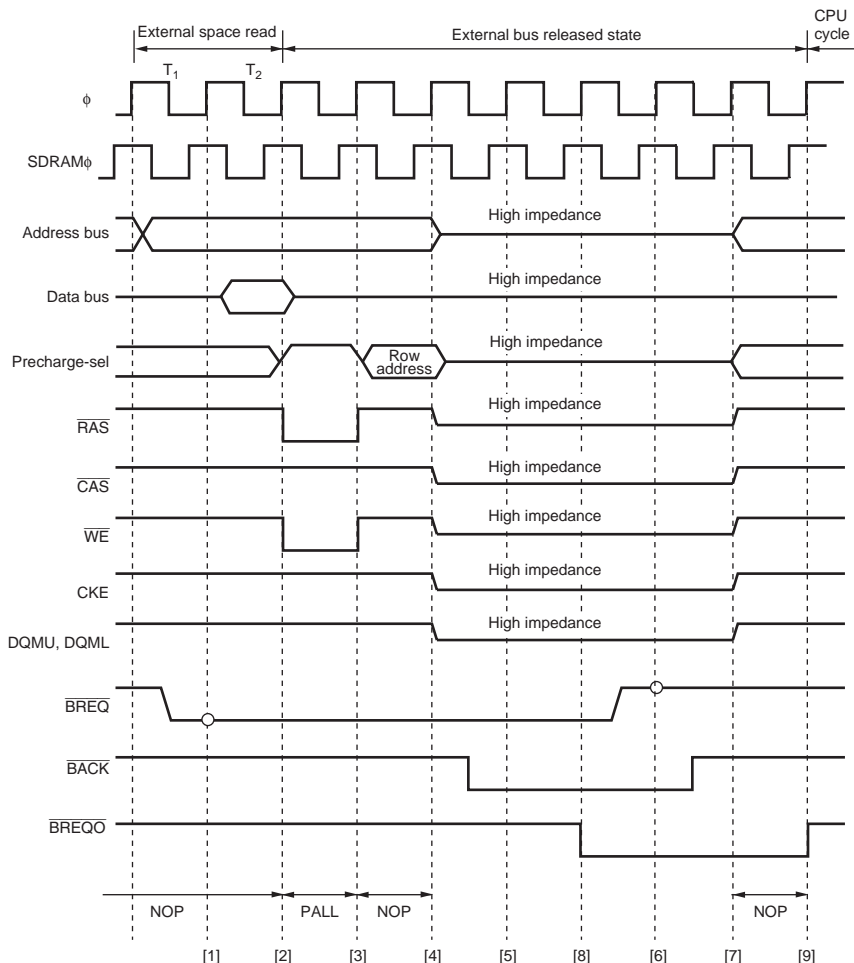 External space read
External bus released state
CPU
cycle
T1
T2
ϕ
SDRAMϕ
Address bus
High impedance
Data bus
High impedance
Precharge-sel
Row
address
High impedance
RAS
High impedance
CAS
High impedance
WE
High impedance
CKE
High impedance
DQMU, DQML
High impedance
BREQ
BACK
BREQO
NOP
PALL
NOP
NOP
[1]
[2]
[3]
[4]
[5]
[8]
[6]
[7]
[9]